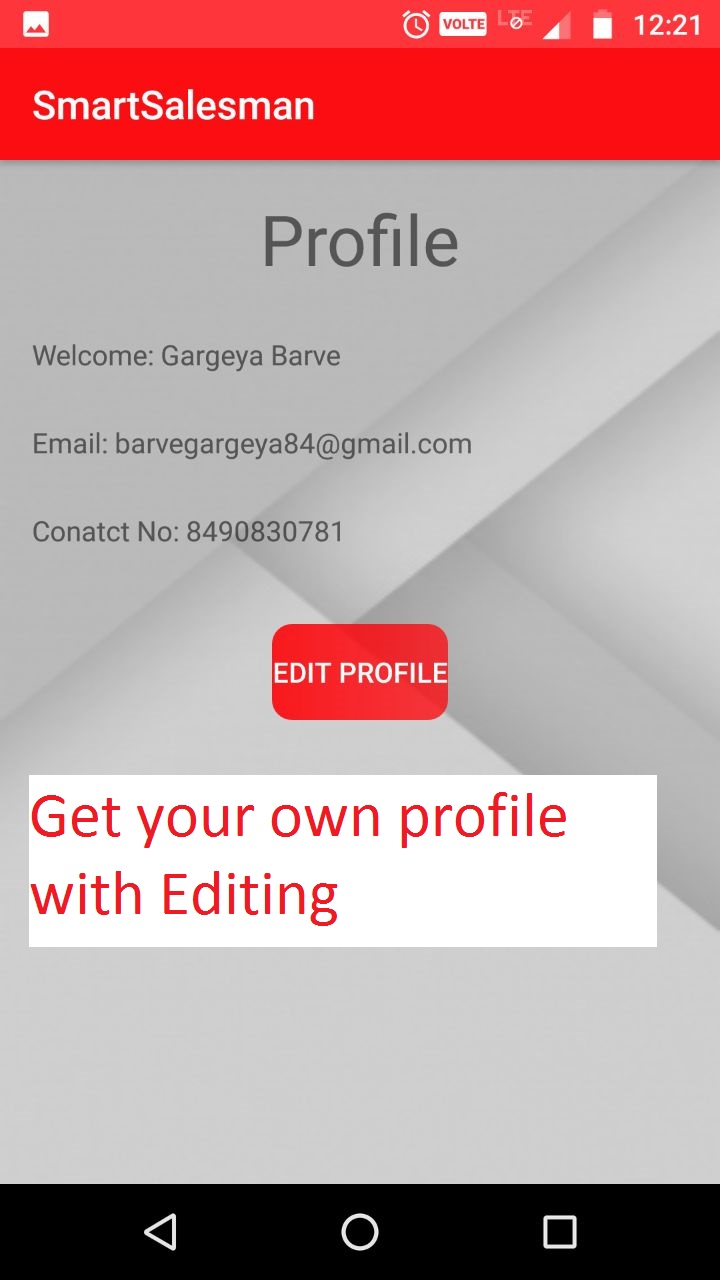 VOLTE LTE 12:21
SmartSalesman
Profile
Welcome: Gargeya Barve
Email: barvegargeya84@gmail.com
Conatct No: 8490830781
EDIT PROFILE
Get your own profile
with Editing